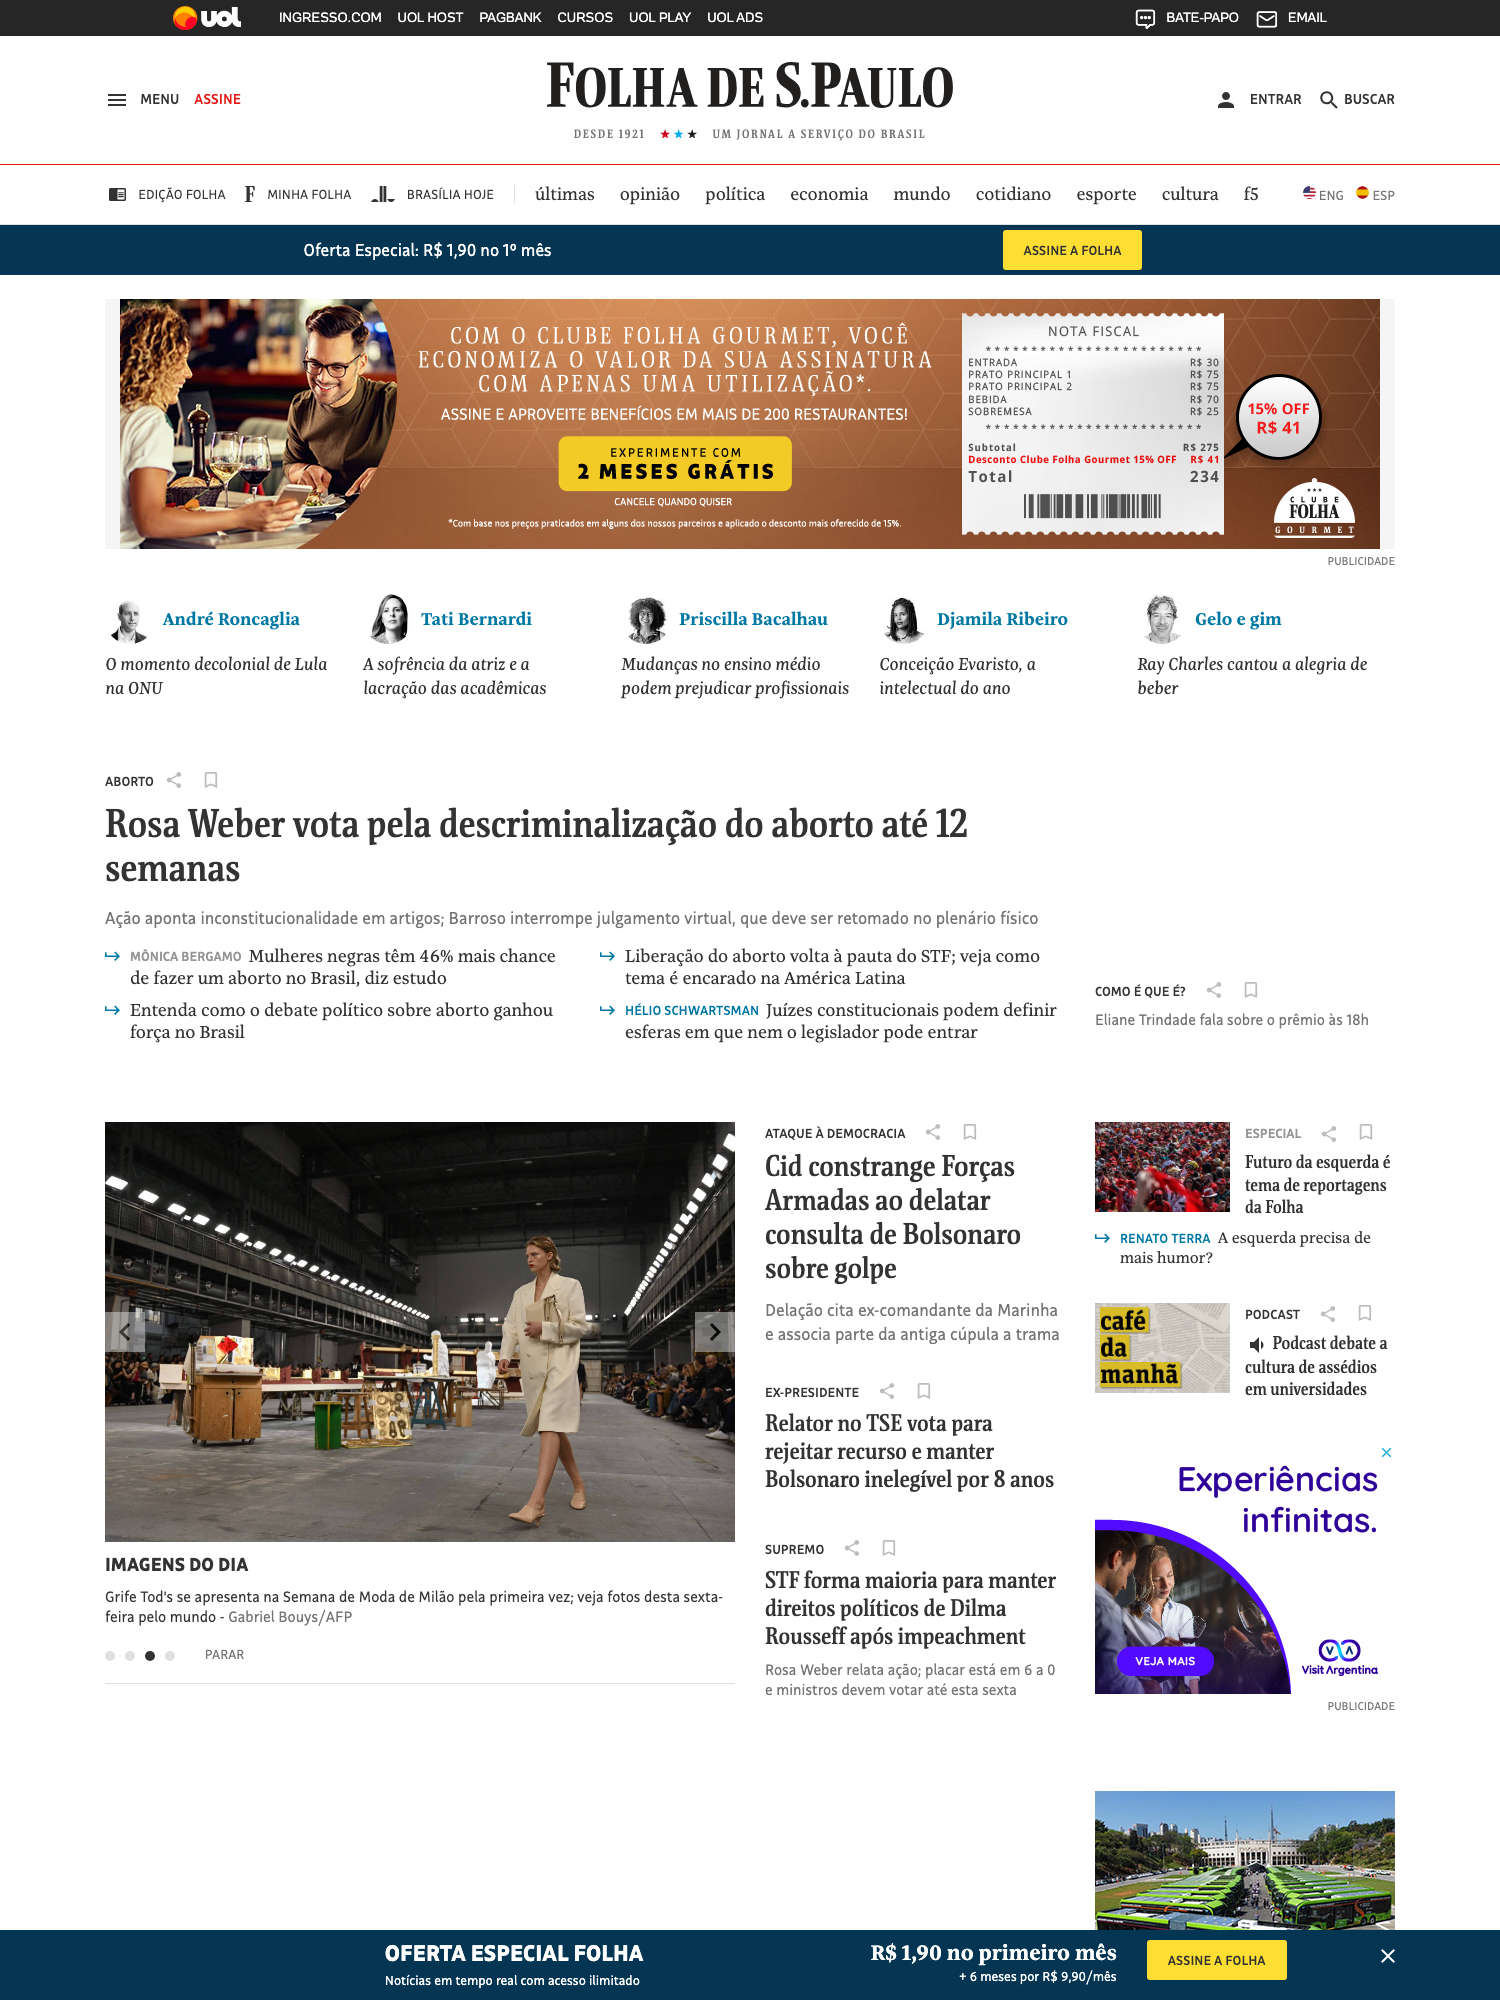 uol INGRESSO.COM UOL HOST PAGBANK CURSOS UOL PLAY UOL ADS BATE-PAPO EMAIL
MENU ASSINE
FOLHA DE S.PAULO
DESDE 1921 ★★★ UM JORNAL A SERVIÇO DO BRASIL
ENTRAR BUSCAR
EDIÇÃO FOLHA F MINHA FOLHA BRASÍLIA HOJE últimas opinião política economia mundo cotidiano esporte cultura f5 ENG ESP
Oferta Especial: R$ 1,90 no 1º mês ASSINE A FOLHA
COM O CLUBE FOLHA GOURMET, VOCÊ
ECONOMIZA O VALOR DA SUA ASSINATURA
COM APENAS UMA UTILIZAÇÃO*.
ASSINE E APROVEITE BENEFÍCIOS EM MAIS DE 200 RESTAURANTES!
EXPERIMENTE COM
2 MESES GRÁTIS
CANCELE QUANDO QUISER
*Com base nos preços praticados em alguns dos nossos parceiros e aplicado o desconto mais oferecido de 15%.
NOTA FISCAL
ENTRADA R$ 30
PRATO PRINCIPAL 1 R$ 75
PRATO PRINCIPAL 2 R$ 75
BEBIDA R$ 70
SOBREMESA R$ 25
Subtotal R$ 275
Desconto Clube Folha Gourmet 15% OFF R$ 41
Total 234
15% OFF
R$ 41
CLUBE
FOLHA
GOURMET
PUBLICIDADE
André Roncaglia
O momento decolonial de Lula
na ONU
Tati Bernardi
A sofrência da atriz e a
lacração das acadêmicas
Priscilla Bacalhau
Mudanças no ensino médio
podem prejudicar profissionais
Djamila Ribeiro
Conceição Evaristo, a
intelectual do ano
Gelo e gim
Ray Charles cantou a alegria de
beber
ABORTO
Rosa Weber vota pela descriminalização do aborto até 12
semanas
Ação aponta inconstitucionalidade em artigos; Barroso interrompe julgamento virtual, que deve ser retomado no plenário físico
MÔNICA BERGAMO Mulheres negras têm 46% mais chance
de fazer um aborto no Brasil, diz estudo
Entenda como o debate político sobre aborto ganhou
força no Brasil
Liberação do aborto volta à pauta do STF; veja como
tema é encarado na América Latina
HÉLIO SCHWARTSMAN Juízes constitucionais podem definir
esferas em que nem o legislador pode entrar
COMO É QUE É?
Eliane Trindade fala sobre o prêmio às 18h
IMAGENS DO DIA
Grife Tod's se apresenta na Semana de Moda de Milão pela primeira vez; veja fotos desta sexta-
feira pelo mundo - Gabriel Bouys/AFP
PARAR
ATAQUE À DEMOCRACIA
Cid constrange Forças
Armadas ao delatar
consulta de Bolsonaro
sobre golpe
Delação cita ex-comandante da Marinha
e associa parte da antiga cúpula a trama
EX-PRESIDENTE
Relator no TSE vota para
rejeitar recurso e manter
Bolsonaro inelegível por 8 anos
SUPREMO
STF forma maioria para manter
direitos políticos de Dilma
Rousseff após impeachment
Rosa Weber relata ação; placar está em 6 a 0
e ministros devem votar até esta sexta
ESPECIAL
Futuro da esquerda é
tema de reportagens
da Folha
RENATO TERRA A esquerda precisa de
mais humor?
café
da
manhã
PODCAST
Podcast debate a
cultura de assédios
em universidades
Experiências
infinitas.
VEJA MAIS
Visit Argentina
PUBLICIDADE
OFERTA ESPECIAL FOLHA
Notícias em tempo real com acesso ilimitado
R$ 1,90 no primeiro mês
+ 6 meses por R$ 9,90/mês
ASSINE A FOLHA